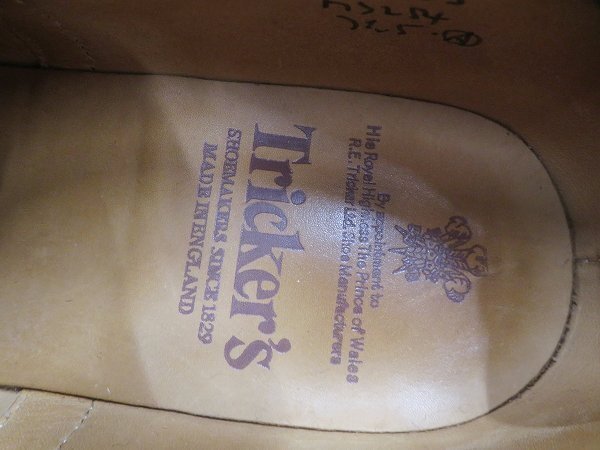 By appointment to
His Royal Highness The Prince of Wales
R.E. Tricker Ltd. Shoe Manufacturers
Tricker's
SHOEMAKERS SINCE 1829
MADE IN ENGLAND